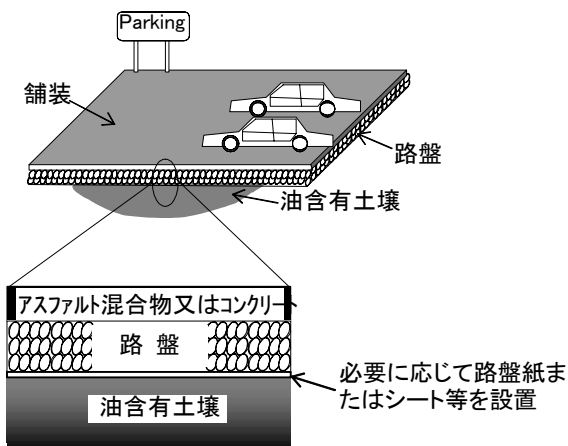 Parking
舗装
路盤
油含有土壌
アスファルト混合物又はコンクリート
路 盤
必要に応じて路盤紙ま
たはシート等を設置
油含有土壌